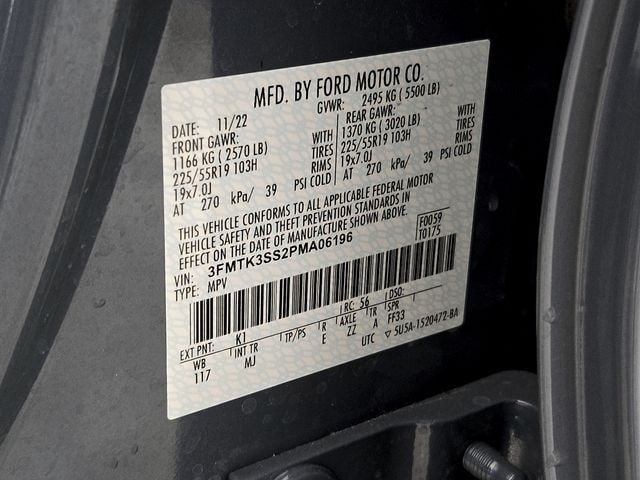 MFD. BY FORD MOTOR CO.
DATE: 11/22 GVWR: 2495 KG ( 5500 LB)
FRONT GAWR: WITH REAR GAWR: WITH
1166 KG ( 2570 LB) TIRES 1370 KG ( 3020 LB) TIRES
225/55R19 103H RIMS 225/55R19 103H RIMS
19x7.0J 19x7.0J
AT 270 kPa/ 39 PSI COLD AT 270 kPa/ 39 PSI COLD
THIS VEHICLE CONFORMS TO ALL APPLICABLE FEDERAL MOTOR
VEHICLE SAFETY AND THEFT PREVENTION STANDARDS IN
EFFECT ON THE DATE OF MANUFACTURE SHOWN ABOVE.
VIN: 3FMTK3SS2PMA06196 F0059
TYPE: MPV T0175
EXT PNT: K1 RC: 56 DSO:
WB INT TR TP/PS R AXLE TR SPR
117 MJ E ZZ A FF33
UTC ▽ 5U5A-1520472-BA